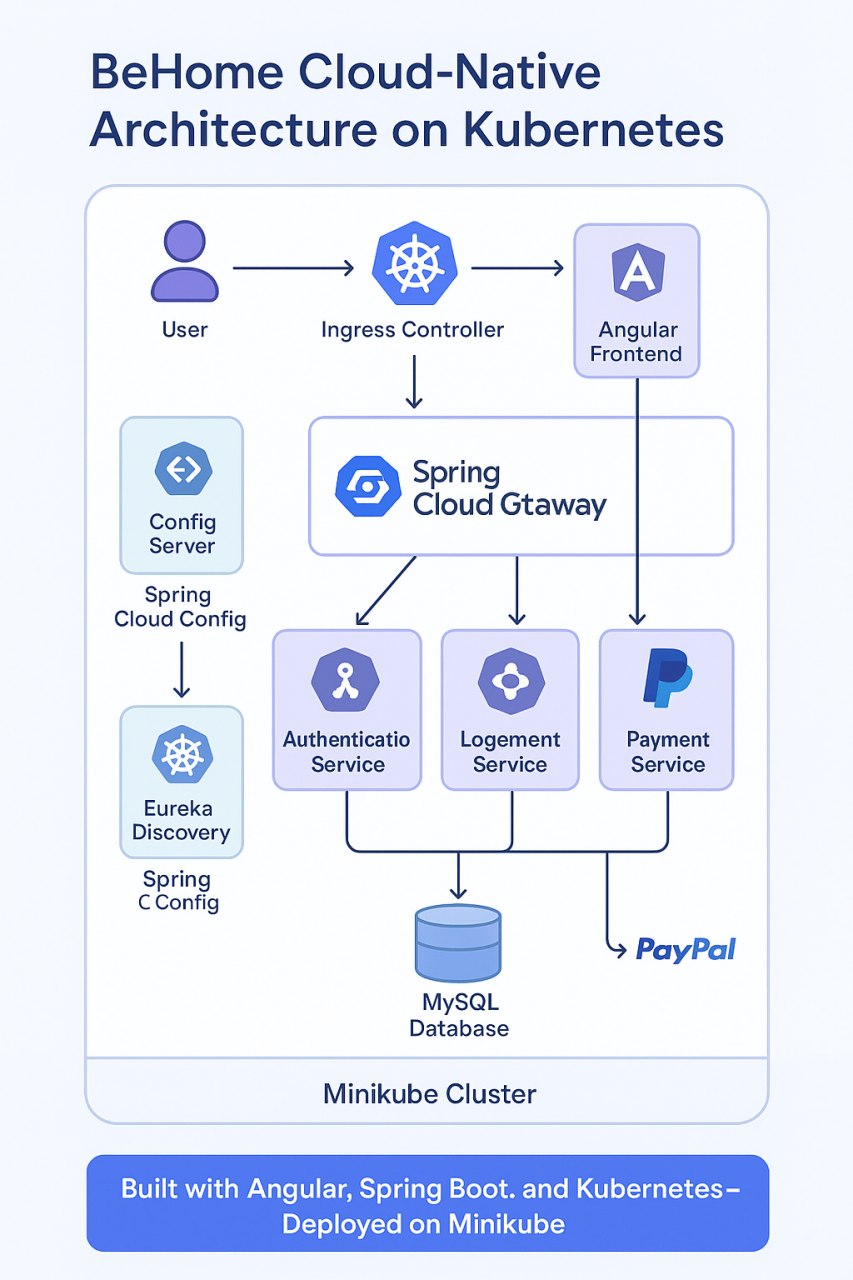 BeHome Cloud-Native
Architecture on Kubernetes
User
Ingress Controller
Angular
Frontend
Config
Server
Spring
Cloud Config
Spring
Cloud Gtaway
Eureka
Discovery
Spring
C Config
Authenticatio
Service
Logement
Service
Payment
Service
MySQL
Database
PayPal
Minikube Cluster
Built with Angular, Spring Boot. and Kubernetes–
Deployed on Minikube